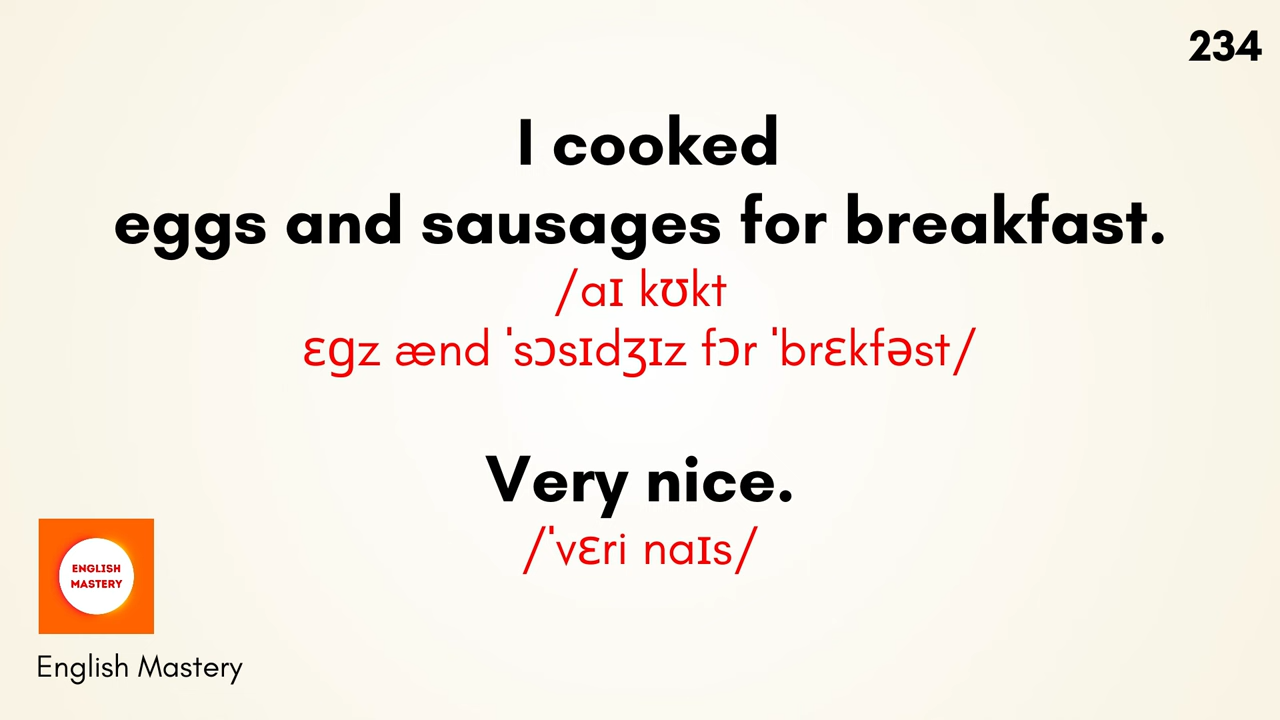 234
I cooked
eggs and sausages for breakfast.
/aɪ kʊkt
ɛgz ænd ˈsɔsɪdʒɪz fɔr ˈbrɛkfəst/
Very nice.
/ˈvɛri naɪs/
ENGLISH
MASTERY
English Mastery